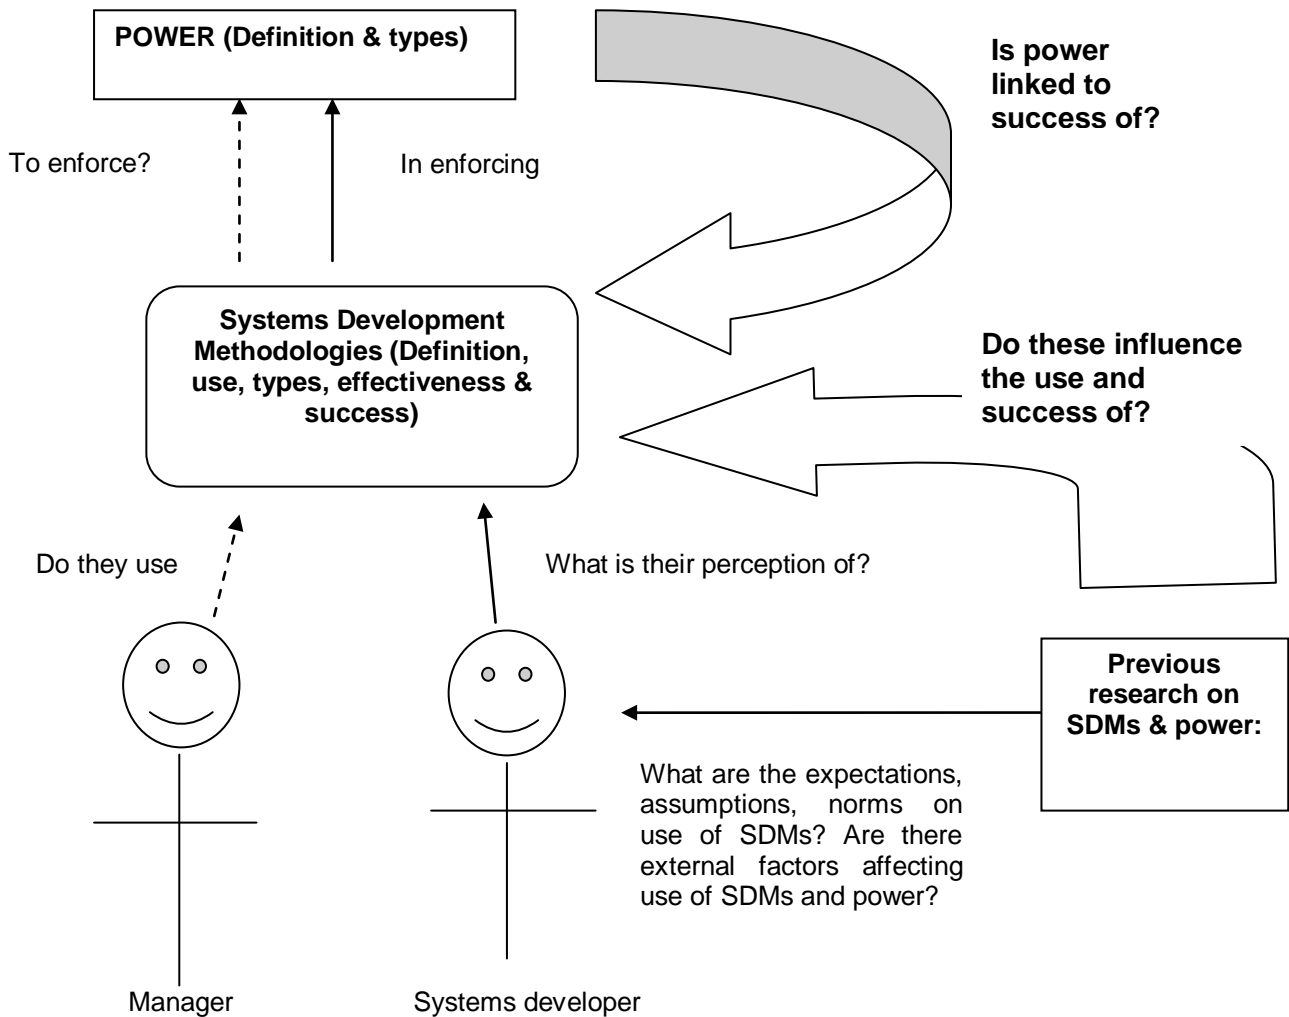 POWER (Definition & types)
Is power
linked to
success of?
To enforce?
In enforcing
Systems Development
Methodologies (Definition,
use, types, effectiveness &
success)
Do these influence
the use and
success of?
Do they use
What is their perception of?
Previous
research on
SDMs & power:
What are the expectations,
assumptions, norms on
use of SDMs? Are there
external factors affecting
use of SDMs and power?
Manager
Systems developer